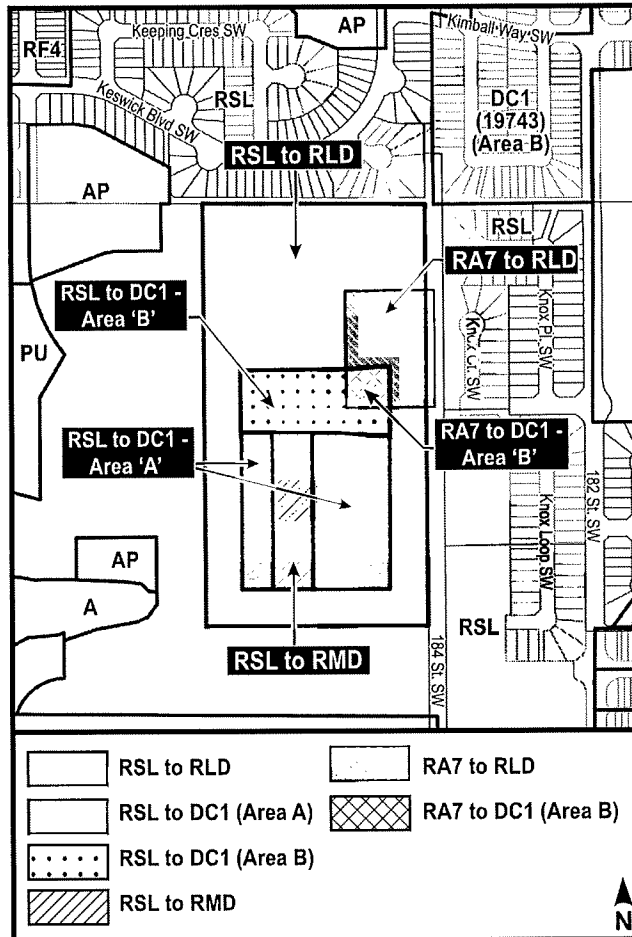 AP
Kimball Way SW
RF4
Keeping Cres SW
RSL
Keswick Blvd SW
DC1
(19743)
(Area B)
RSL to RLD
AP
RSL
RA7 to RLD
RSL to DC1 -
Area ‘B’
Knox Ct. SW
Knox Pl. SW
PU
RSL to DC1 -
Area ‘A’
RA7 to DC1 -
Area ‘B’
182 St. SW
Knox Loop SW
AP
A
RSL
RSL to RMD
184 St. SW
RSL to RLD
RA7 to RLD
RSL to DC1 (Area A)
RA7 to DC1 (Area B)
RSL to DC1 (Area B)
RSL to RMD
N